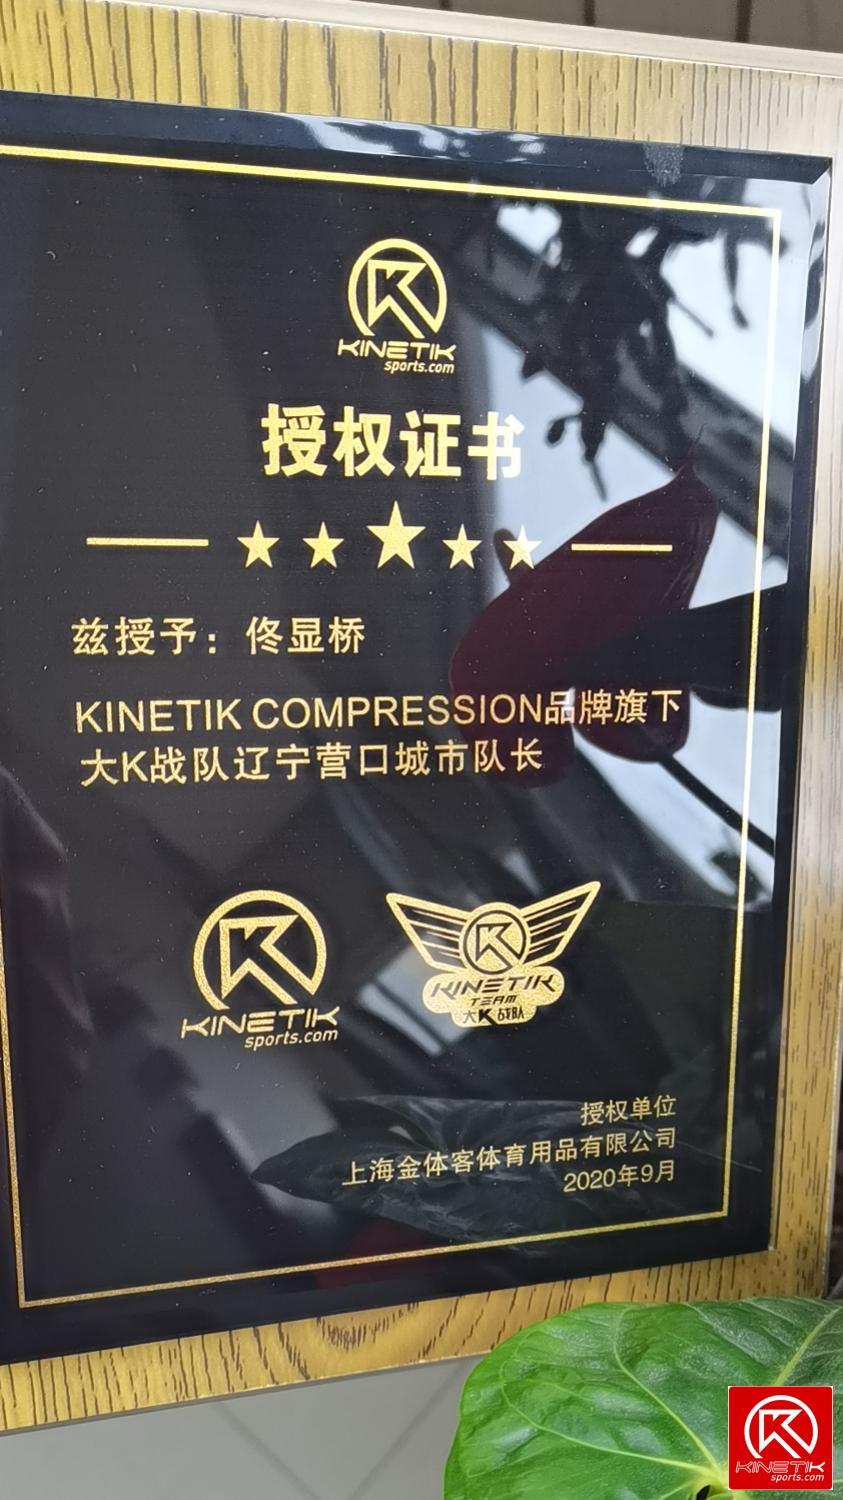 KINETIK
sports.com
授权证书
兹授予：佟显桥
KINETIK COMPRESSION品牌旗下
大K战队辽宁营口城市队长
KINETIK
sports.com
KINETIK
TEAM
大K战队
授权单位
上海金体客体育用品有限公司
2020年9月
KINETIK
sports.com